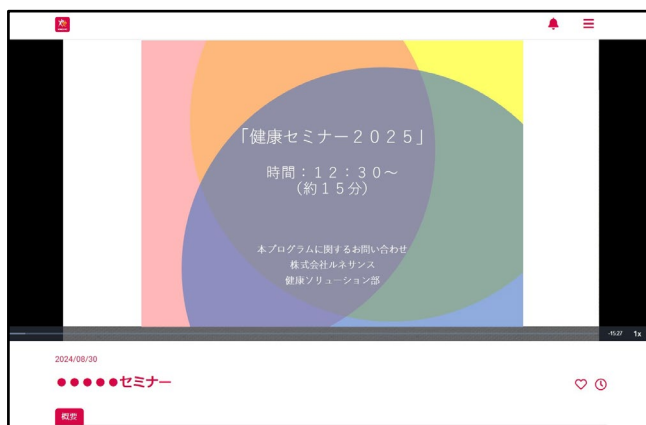 「健康セミナー２０２５」
時間：１２：３０～
（約１５分）
本プログラムに関するお問い合わせ
株式会社ルネサンス
健康ソリューション部
-15:27 1x
2024/08/30
●●●●●セミナー
概要